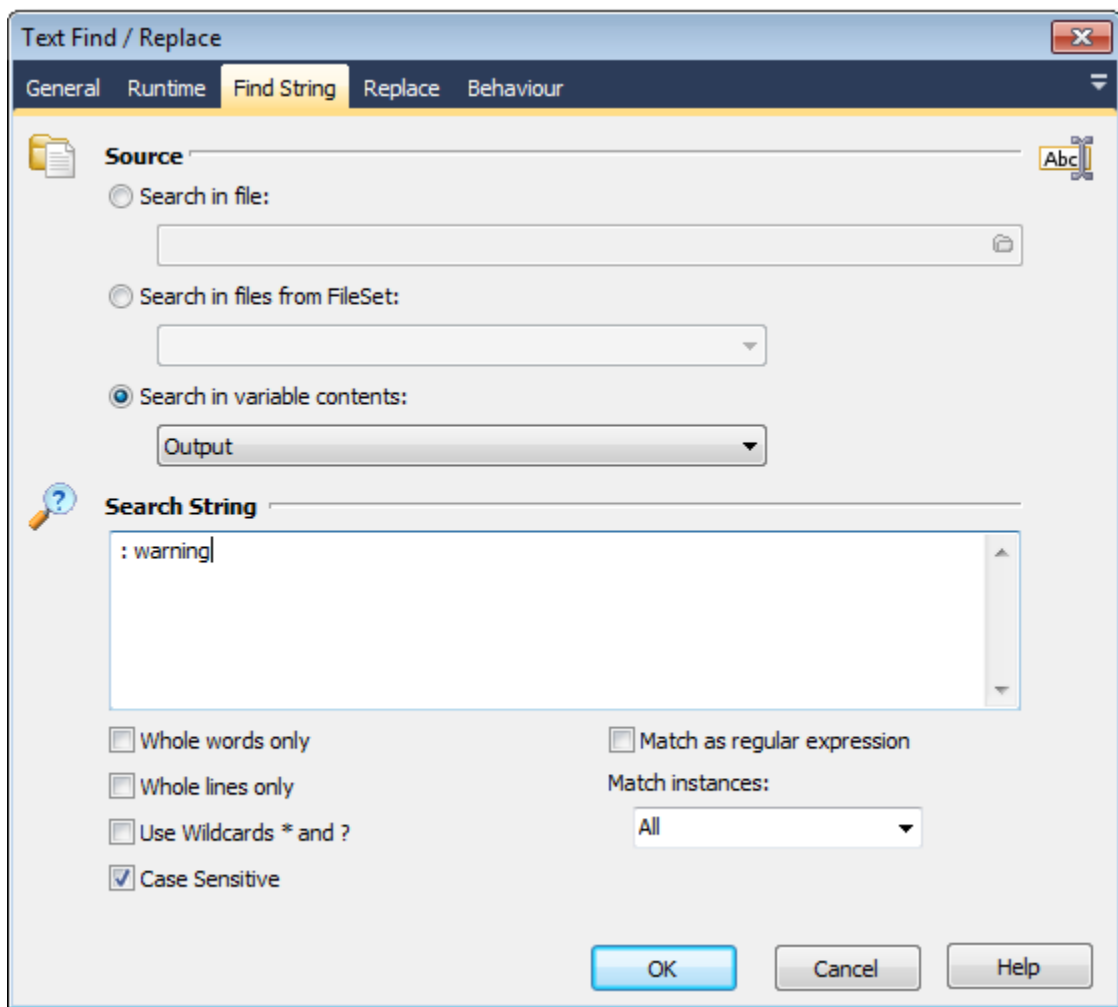 Text Find / Replace
General Runtime Find String Replace Behaviour
Source
Abc
Search in file:
Search in files from FileSet:
Search in variable contents:
Output
Search String
: warning
Whole words only
Match as regular expression
Whole lines only
Match instances:
Use Wildcards * and ?
All
Case Sensitive
OK Cancel Help